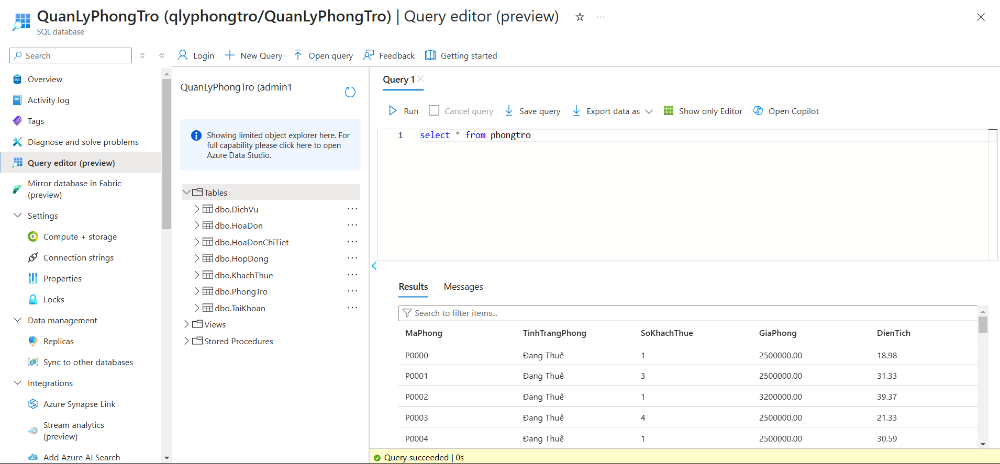 QuanLyPhongTro (qlyphongtro/QuanLyPhongTro) | Query editor (preview)
SQL database
Search
Login
New Query
Open query
Feedback
Getting started
Overview
Activity log
Tags
Diagnose and solve problems
Query editor (preview)
Mirror database in Fabric
(preview)
Settings
Compute + storage
Connection strings
Properties
Locks
Data management
Replicas
Sync to other databases
Integrations
Azure Synapse Link
Stream analytics
(preview)
Add Azure AI Search
QuanLyPhongTro (admin1
Showing limited object explorer here. For
full capability please click here to open
Azure Data Studio.
Tables
dbo.DichVu
dbo.HoaDon
dbo.HoaDonChiTiet
dbo.HopDong
dbo.KhachThue
dbo.PhongTro
dbo.TaiKhoan
Views
Stored Procedures
Query 1
Run
Cancel query
Save query
Export data as
Show only Editor
Open Copilot
1 select * from phongtro
Results Messages
Search to filter items...
MaPhong TinhTrangPhong SoKhachThue GiaPhong DienTich
P0000 Đang Thuê 1 2500000.00 18.98
P0001 Đang Thuê 3 2500000.00 31.33
P0002 Đang Thuê 1 3200000.00 39.37
P0003 Đang Thuê 4 2500000.00 21.33
P0004 Đang Thuê 1 2500000.00 30.59
Query succeeded | 0s